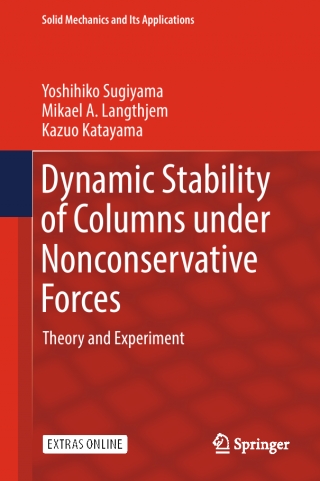 Solid Mechanics and Its Applications
Yoshihiko Sugiyama
Mikael A. Langthjem
Kazuo Katayama
Dynamic Stability
of Columns under
Nonconservative
Forces
Theory and Experiment
EXTRAS ONLINE
Springer